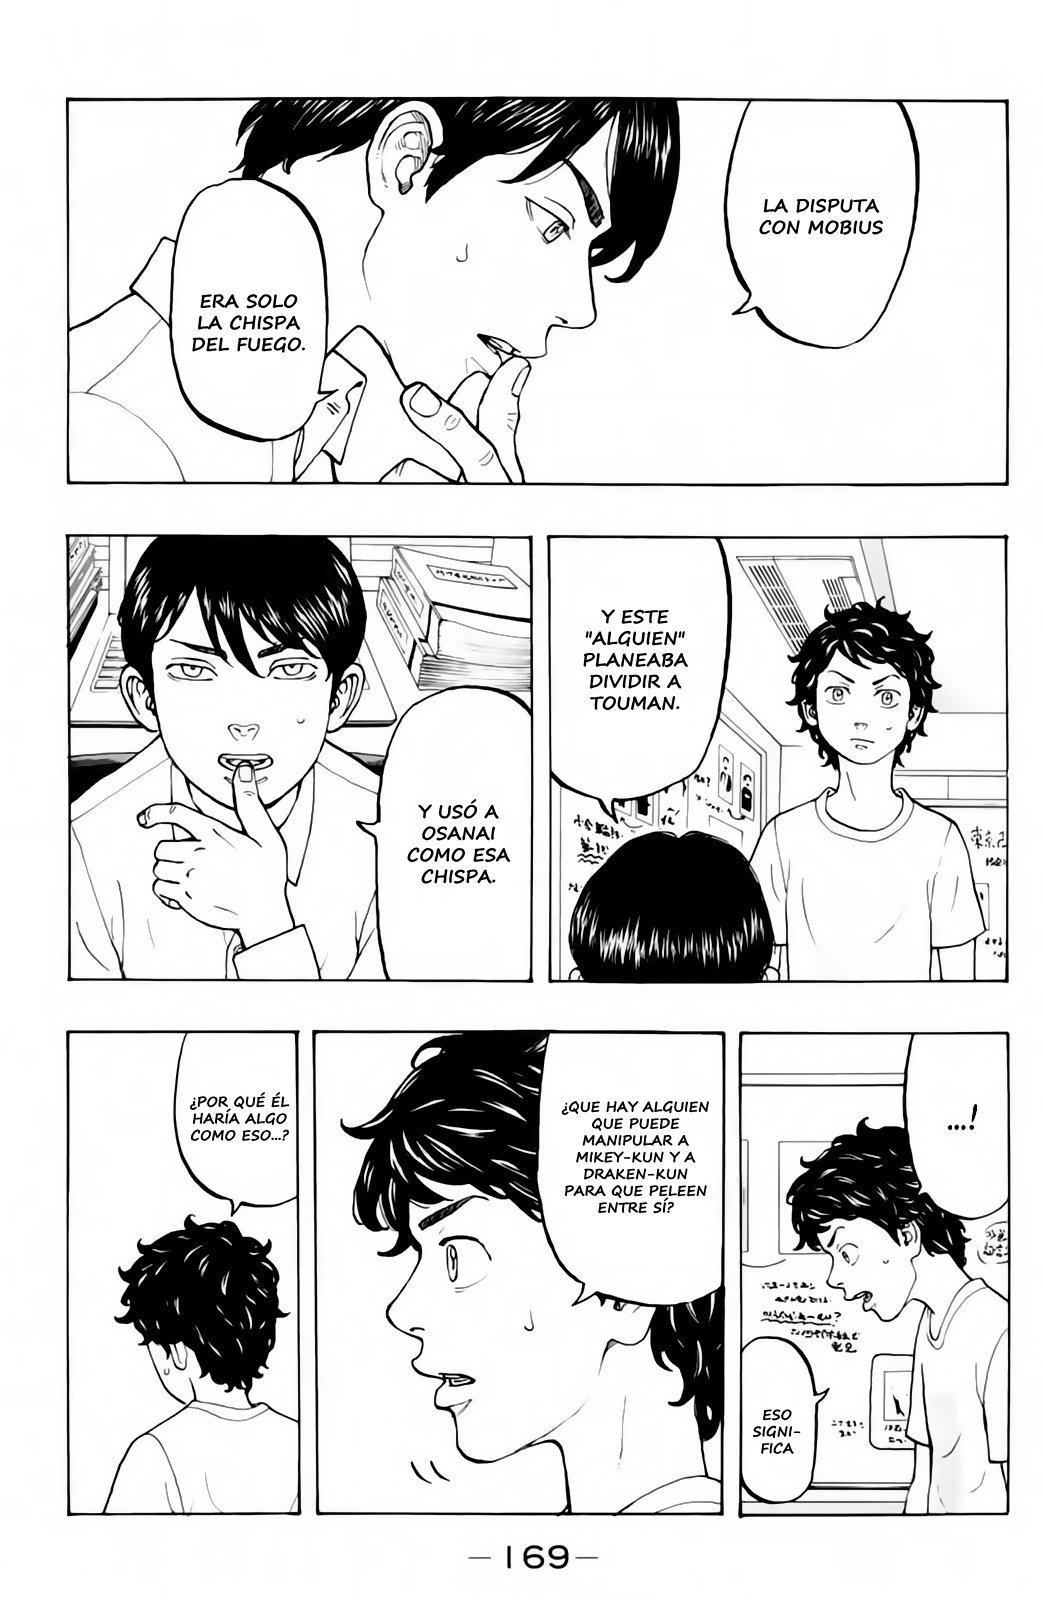 LA DISPUTA
CON MOBIUS
ERA SOLO
LA CHISPA
DEL FUEGO.
Y ESTE
"ALGUIEN"
PLANEABA
DIVIDIR A
TOUMAN.
東京
Y USÓ A
OSANAI
COMO ESA
CHISPA.
...!
ESO
SIGNI-
FICA
¿QUE HAY ALGUIEN
QUE PUEDE
MANIPULAR A
MIKEY-KUN Y A
DRAKEN-KUN
PARA QUE PELEEN
ENTRE SÍ?
¿POR QUÉ ÉL
HARÍA ALGO
COMO ESO...?
—169—